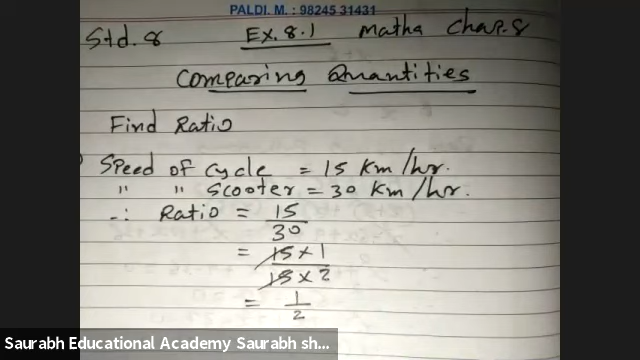 PALDI. M. : 98245 31431
Std. 8 Ex. 8.1 Maths Chap. 8
Comparing Quantities
Find Ratio
) Speed of cycle = 15 Km/hr.
" " Scooter = 30 Km/hr.
∴ Ratio = 15
30
= 15 × 1
15 × 2
= 1
2
Saurabh Educational Academy Saurabh sh...